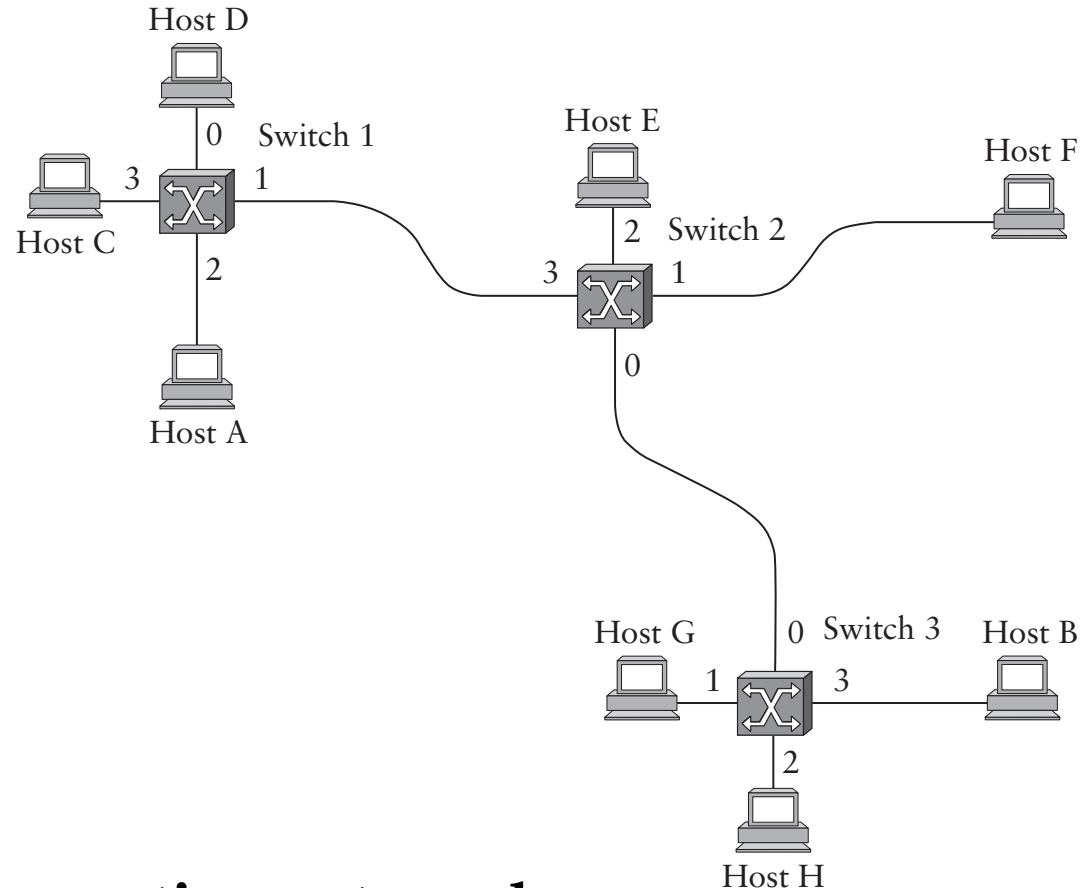 Host D
0 Switch 1
Host E
Host F
3
1
Host C
2
2 Switch 2
3
1
0
Host A
0 Switch 3
Host G
Host B
1
3
2
Host H